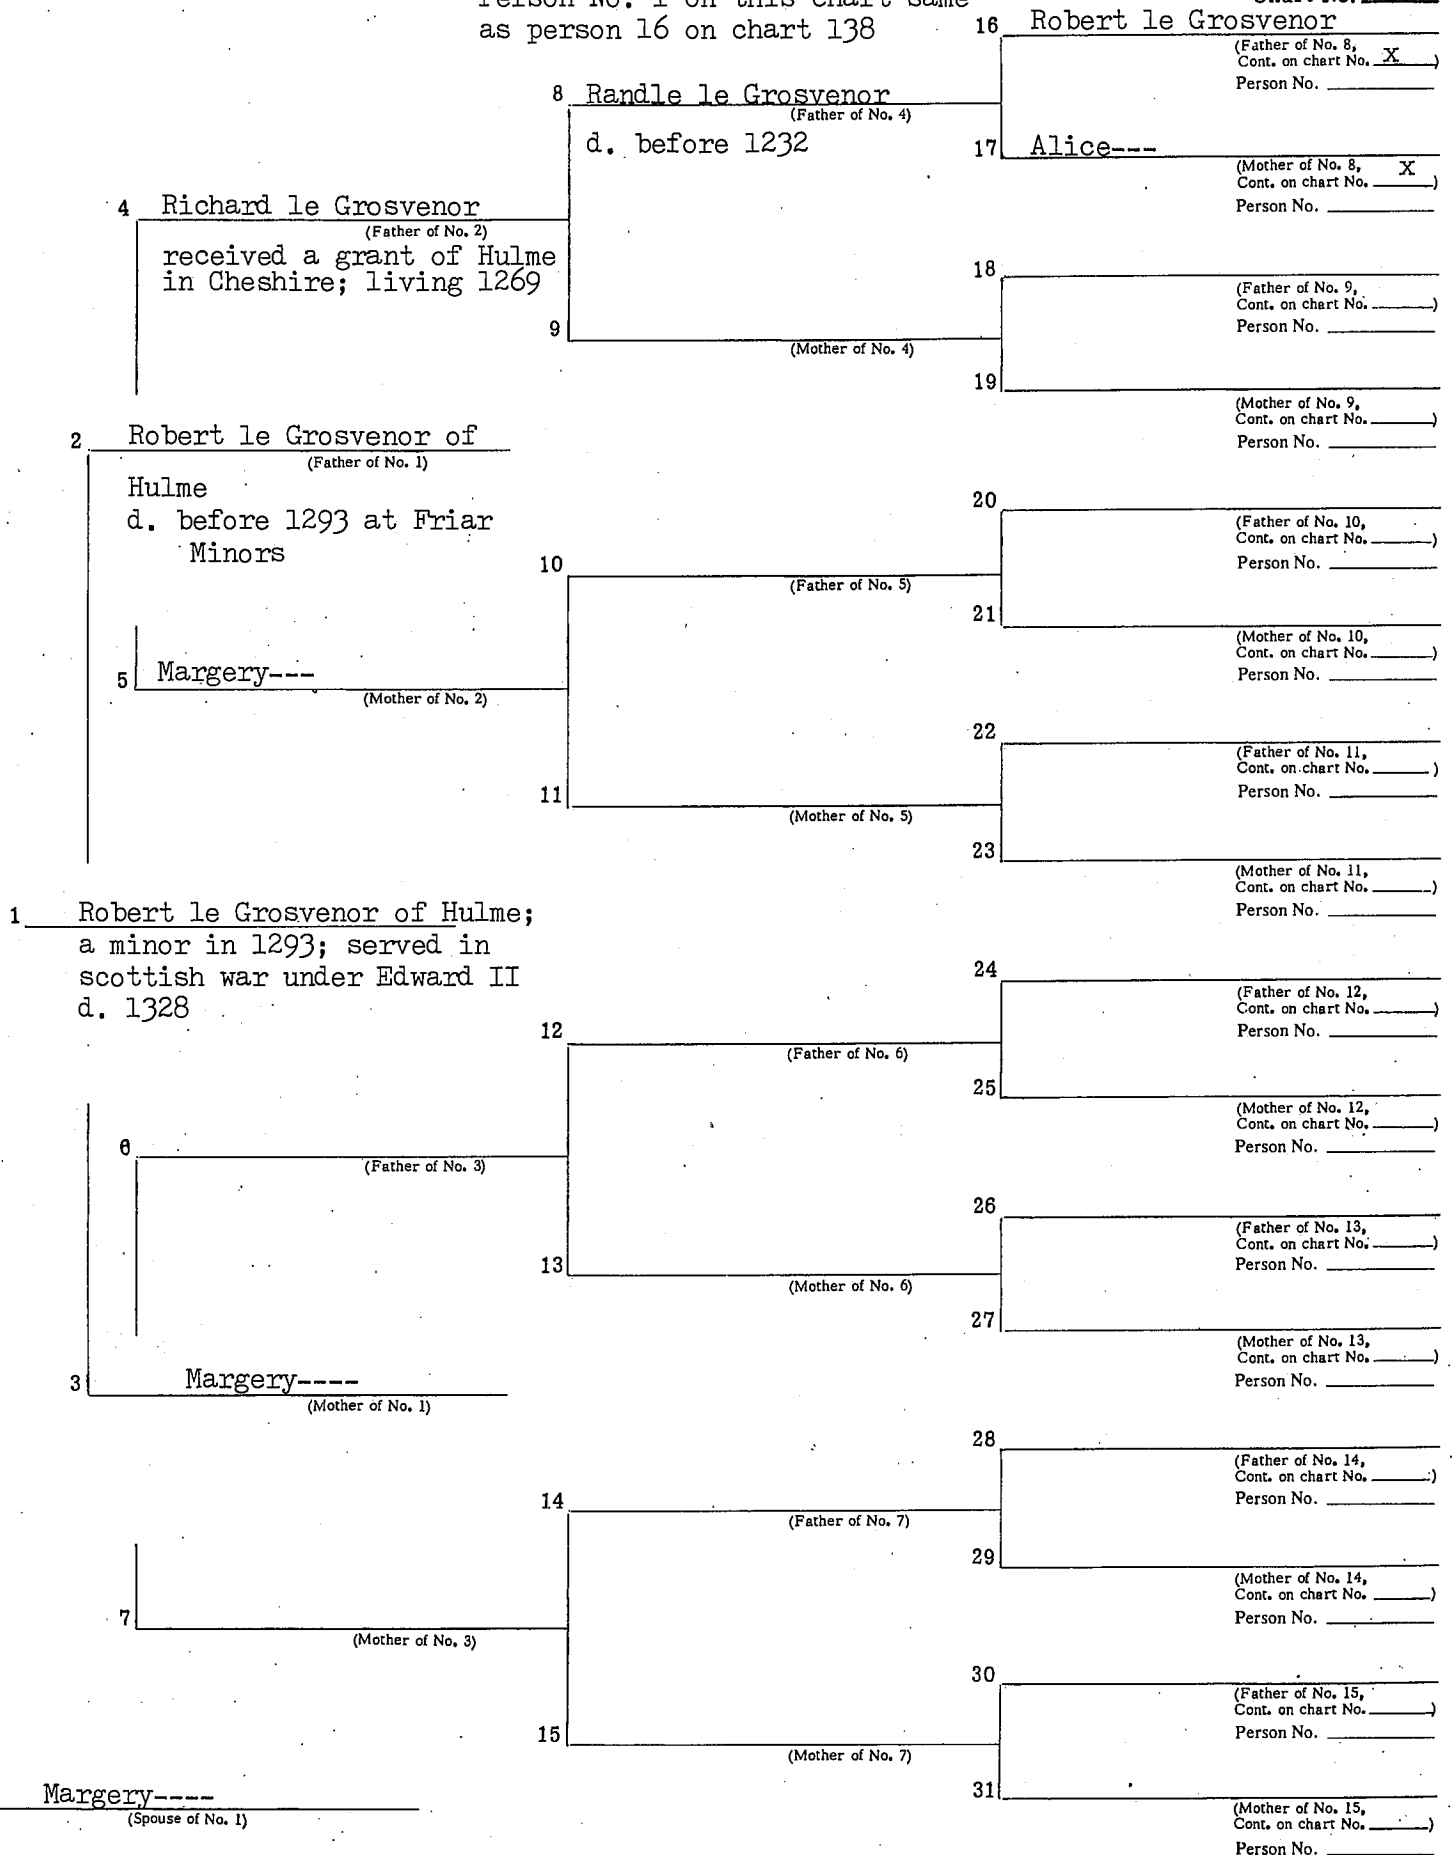 Person No. 1 on this chart same
as person 16 on chart 138
Chart No.
16 Robert le Grosvenor
(Father of No. 8,
Cont. on chart No. X )
Person No.
8 Randle le Grosvenor
(Father of No. 4)
d. before 1232
17 Alice---
(Mother of No. 8, X
Cont. on chart No. )
Person No.
4 Richard le Grosvenor
(Father of No. 2)
received a grant of Hulme
in Cheshire; living 1269
18
(Father of No. 9,
Cont. on chart No. )
Person No.
9
(Mother of No. 4)
19
(Mother of No. 9,
Cont. on chart No. )
Person No.
2 Robert le Grosvenor of
(Father of No. 1)
Hulme
d. before 1293 at Friar
Minors
20
(Father of No. 10,
Cont. on chart No. )
Person No.
10
(Father of No. 5)
21
(Mother of No. 10,
Cont. on chart No. )
Person No.
5 Margery---
(Mother of No. 2)
22
(Father of No. 11,
Cont. on chart No. )
Person No.
11
(Mother of No. 5)
23
(Mother of No. 11,
Cont. on chart No. )
Person No.
1 Robert le Grosvenor of Hulme;
a minor in 1293; served in
scottish war under Edward II
d. 1328
24
(Father of No. 12,
Cont. on chart No. )
Person No.
12
(Father of No. 6)
25
(Mother of No. 12,
Cont. on chart No. )
Person No.
6
(Father of No. 3)
26
(Father of No. 13,
Cont. on chart No. )
Person No.
13
(Mother of No. 6)
27
(Mother of No. 13,
Cont. on chart No. )
Person No.
3 Margery----
(Mother of No. 1)
28
(Father of No. 14,
Cont. on chart No. )
Person No.
14
(Father of No. 7)
29
(Mother of No. 14,
Cont. on chart No. )
Person No.
7
(Mother of No. 3)
30
(Father of No. 15,
Cont. on chart No. )
Person No.
15
(Mother of No. 7)
31
(Mother of No. 15,
Cont. on chart No. )
Person No.
Margery----
(Spouse of No. 1)